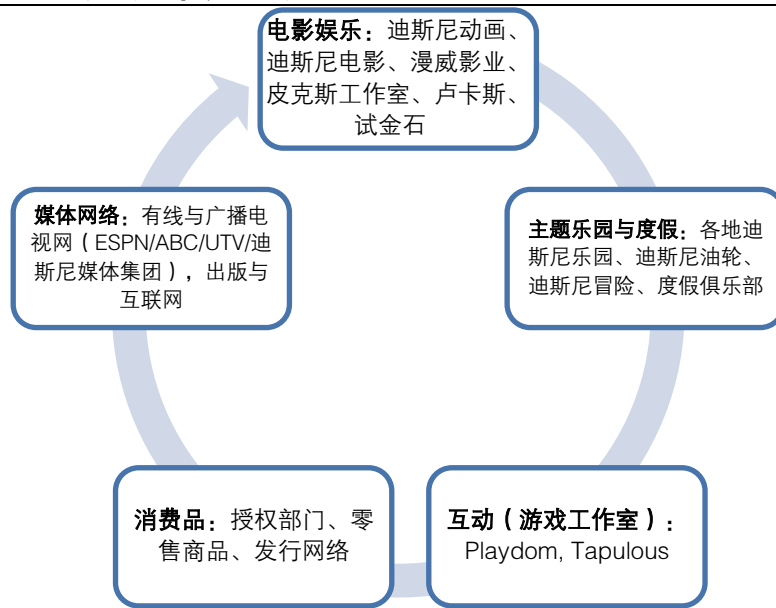 电影娱乐：迪斯尼动画、
迪斯尼电影、漫威影业、
皮克斯工作室、卢卡斯、
试金石
主题乐园与度假：各地迪
斯尼乐园、迪斯尼油轮、
迪斯尼冒险、度假俱乐部
互动（游戏工作室）：
Playdom, Tapulous
消费品：授权部门、零
售商品、发行网络
媒体网络：有线与广播电
视网（ESPN/ABC/UTV/迪
斯尼媒体集团），出版与
互联网